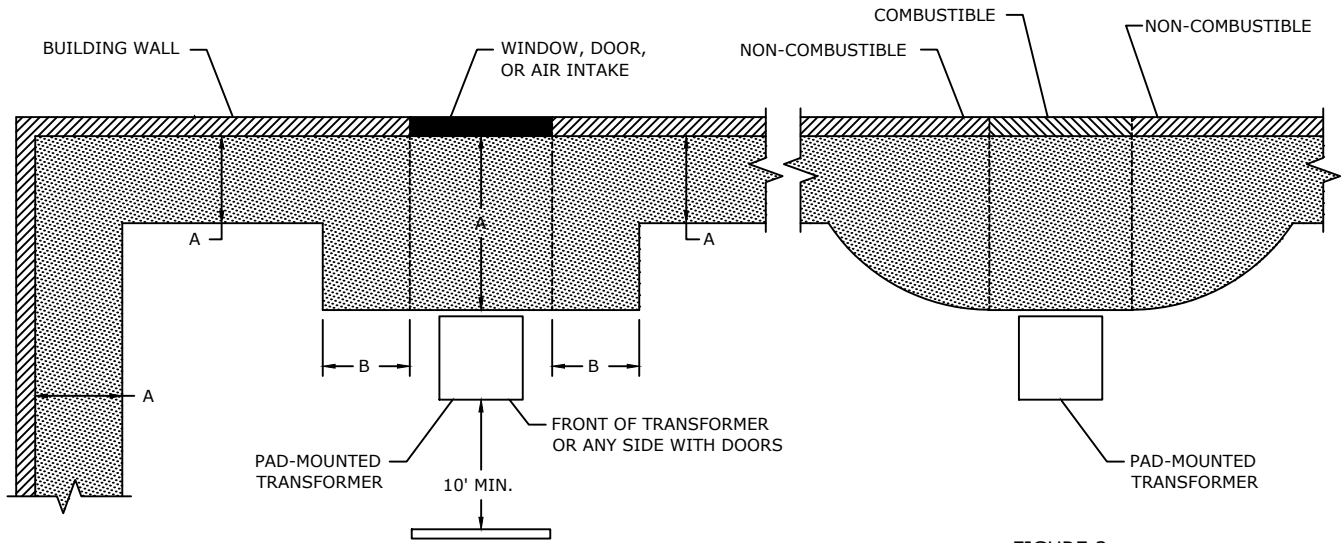 BUILDING WALL
WINDOW, DOOR,
OR AIR INTAKE
NON-COMBUSTIBLE
COMBUSTIBLE
NON-COMBUSTIBLE
A
A
A
A
B
B
FRONT OF TRANSFORMER
OR ANY SIDE WITH DOORS
PAD-MOUNTED
TRANSFORMER
10' MIN.
PAD-MOUNTED
TRANSFORMER